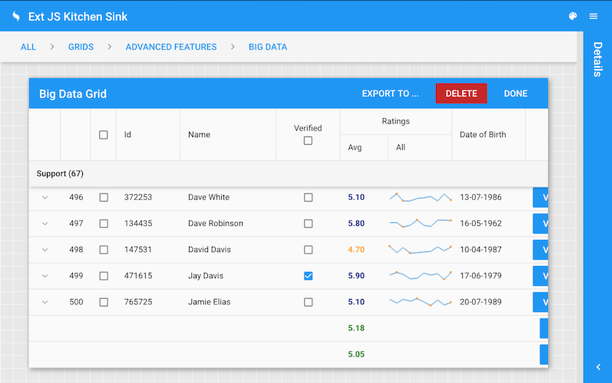 Ext JS Kitchen Sink
ALL > GRIDS > ADVANCED FEATURES > BIG DATA
Details
Big Data Grid EXPORT TO ... DELETE DONE
Id Name Verified Ratings Date of Birth
Avg All
Support (67)
496 372253 Dave White 5.10 13-07-1986 V
497 134435 Dave Robinson 5.80 16-05-1962 V
498 147531 David Davis 4.70 10-04-1987 V
499 471615 Jay Davis 5.90 17-06-1979 V
500 765725 Jamie Elias 5.10 20-07-1989 V
5.18
5.05